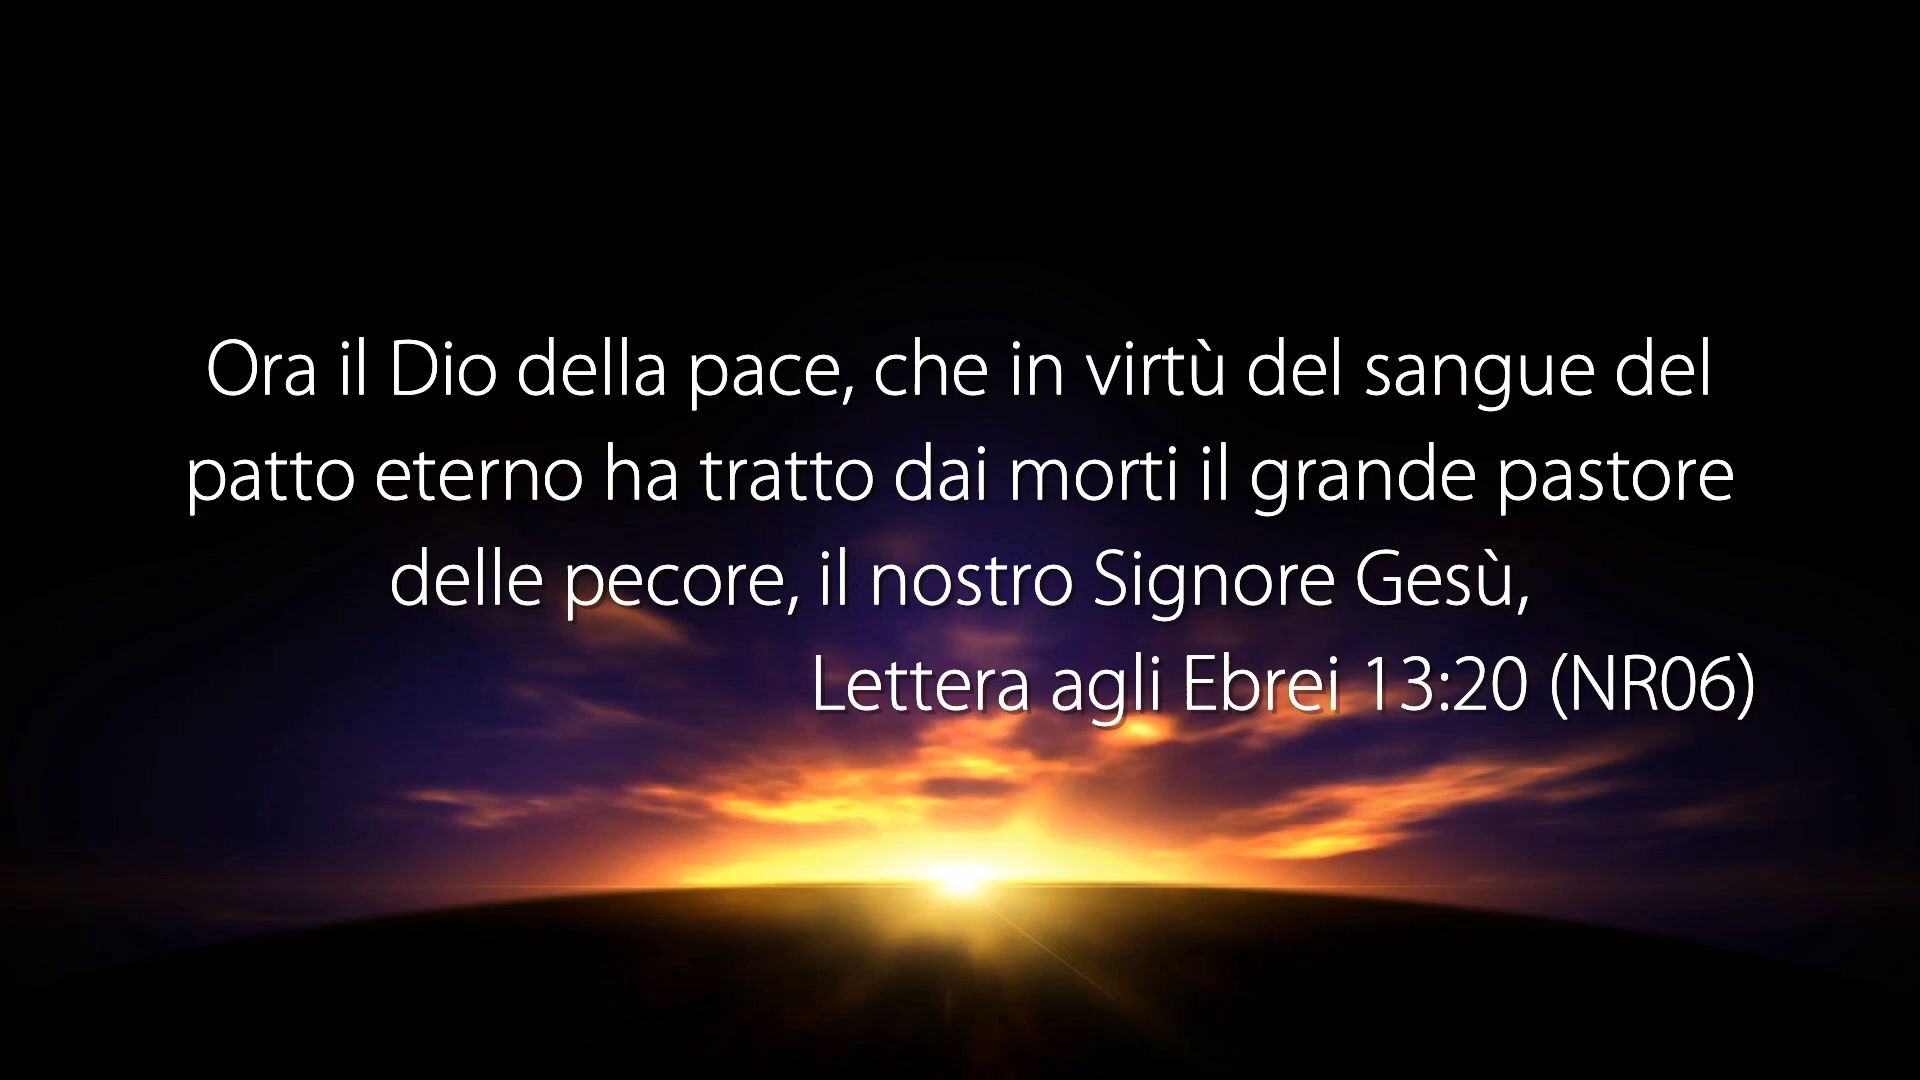 Ora il Dio della pace, che in virtù del sangue del
patto eterno ha tratto dai morti il grande pastore
delle pecore, il nostro Signore Gesù,
Lettera agli Ebrei 13:20 (NR06)